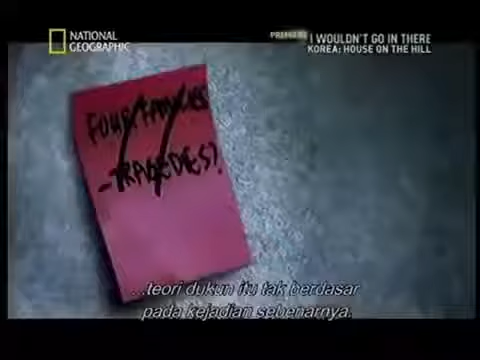 NATIONAL
GEOGRAPHIC
PREMIERE
I WOULDN'T GO IN THERE
KOREA: HOUSE ON THE HILL
FOUR
-TRAGEDIES?
...teori dukun itu tak berdasar
pada kejadian sebenarnya.